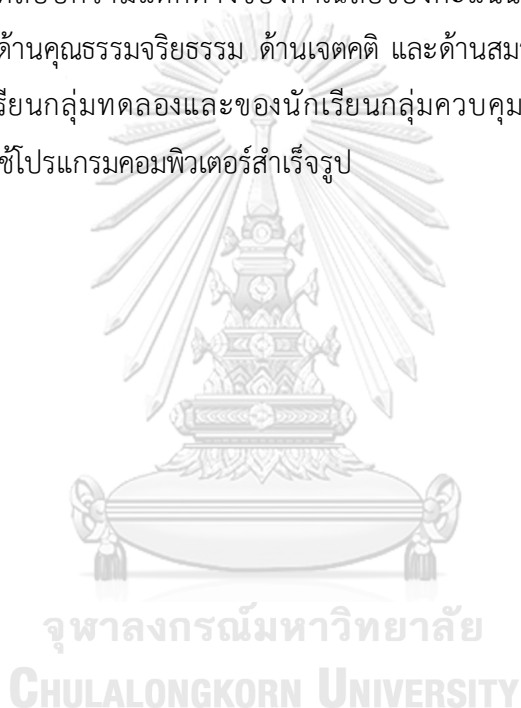 ด้านคุณธรรมจริยธรรม ด้านเจตคติ และด้านสม
รียนกลุ่มทดลองและของนักเรียนกลุ่มควบคุม
ช้โปรแกรมคอมพิวเตอร์สำเร็จรูป
จุฬาลงกรณ์มหาวิทยาลัย
CHULALONGKORN UNIVERSITY